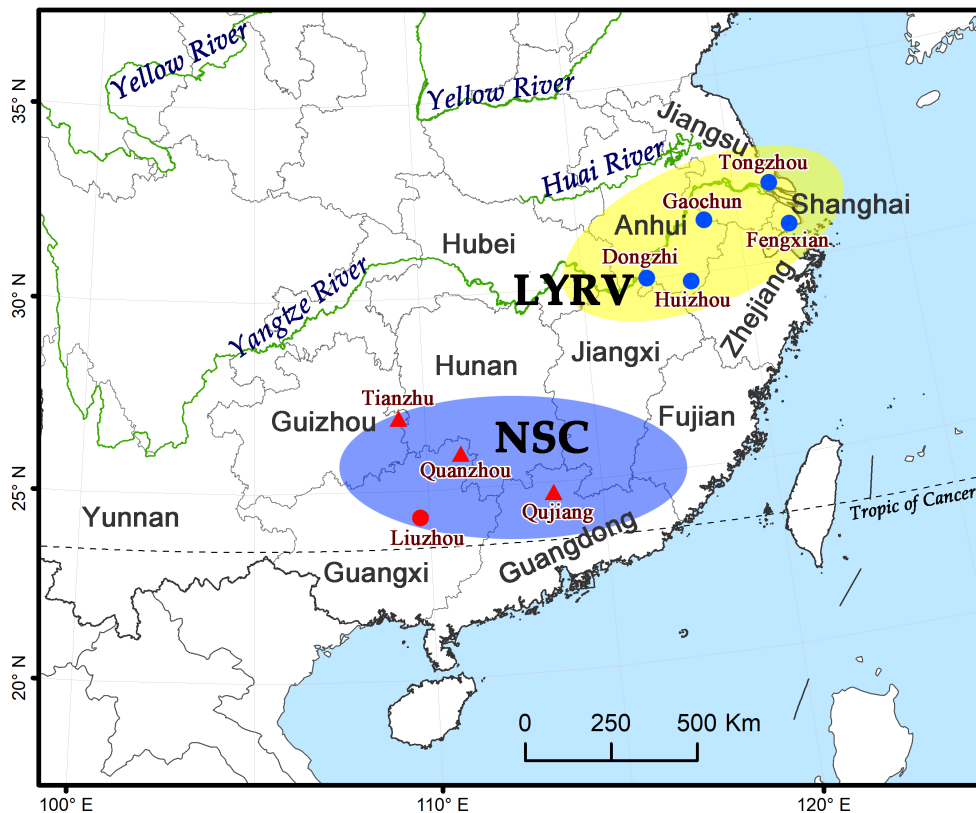 Yellow River
Yellow River
35° N
Jiangsu
Huai River
Tongzhou
Gaochun
Shanghai
Anhui
Fengxian
Hubei
Dongzhi
LYRV
Huizhou
30° N
Yangtze River
Zhejiang
Jiangxi
Hunan
Tianzhu
Guizhou
Fujian
NSC
Quanzhou
25° N
Qujiang
Yunnan
Tropic of Cancer
Liuzhou
Guangdong
Guangxi
20° N
0 250 500 Km
100° E 110° E 120° E